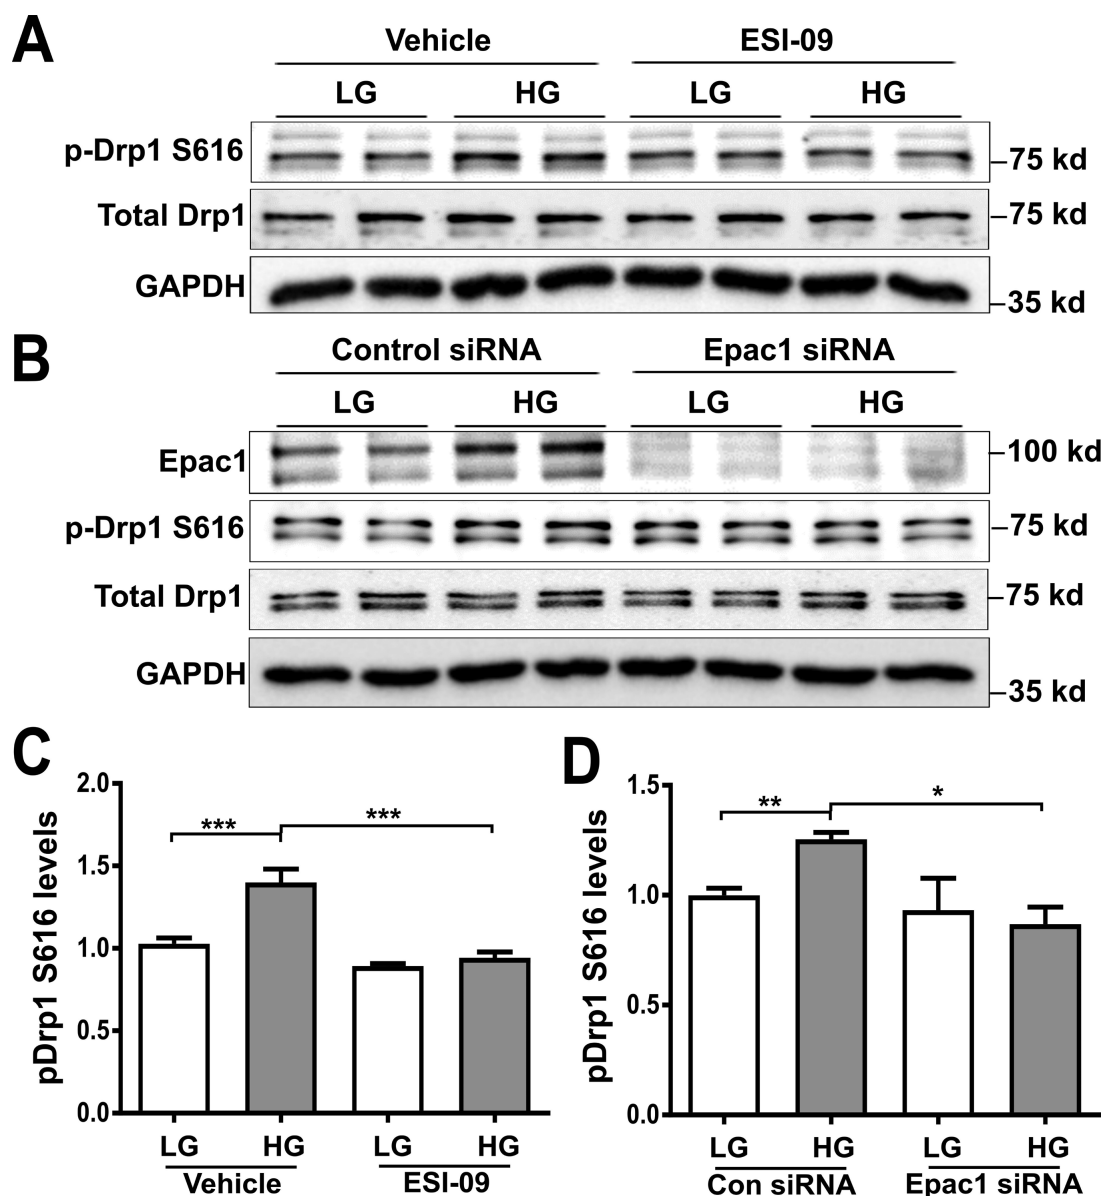 A
Vehicle ESI-09
LG HG LG HG
p-Drp1 S616 75 kd
Total Drp1 75 kd
GAPDH 35 kd
B
Control siRNA Epac1 siRNA
LG HG LG HG
Epac1 100 kd
p-Drp1 S616 75 kd
Total Drp1 75 kd
GAPDH 35 kd
C
pDrp1 S616 levels
2.0
1.5
1.0
0.5
0.0
*** ***
LG HG LG HG
Vehicle ESI-09
D
pDrp1 S616 levels
1.5
1.0
0.5
0.0
** *
LG HG LG HG
Con siRNA Epac1 siRNA